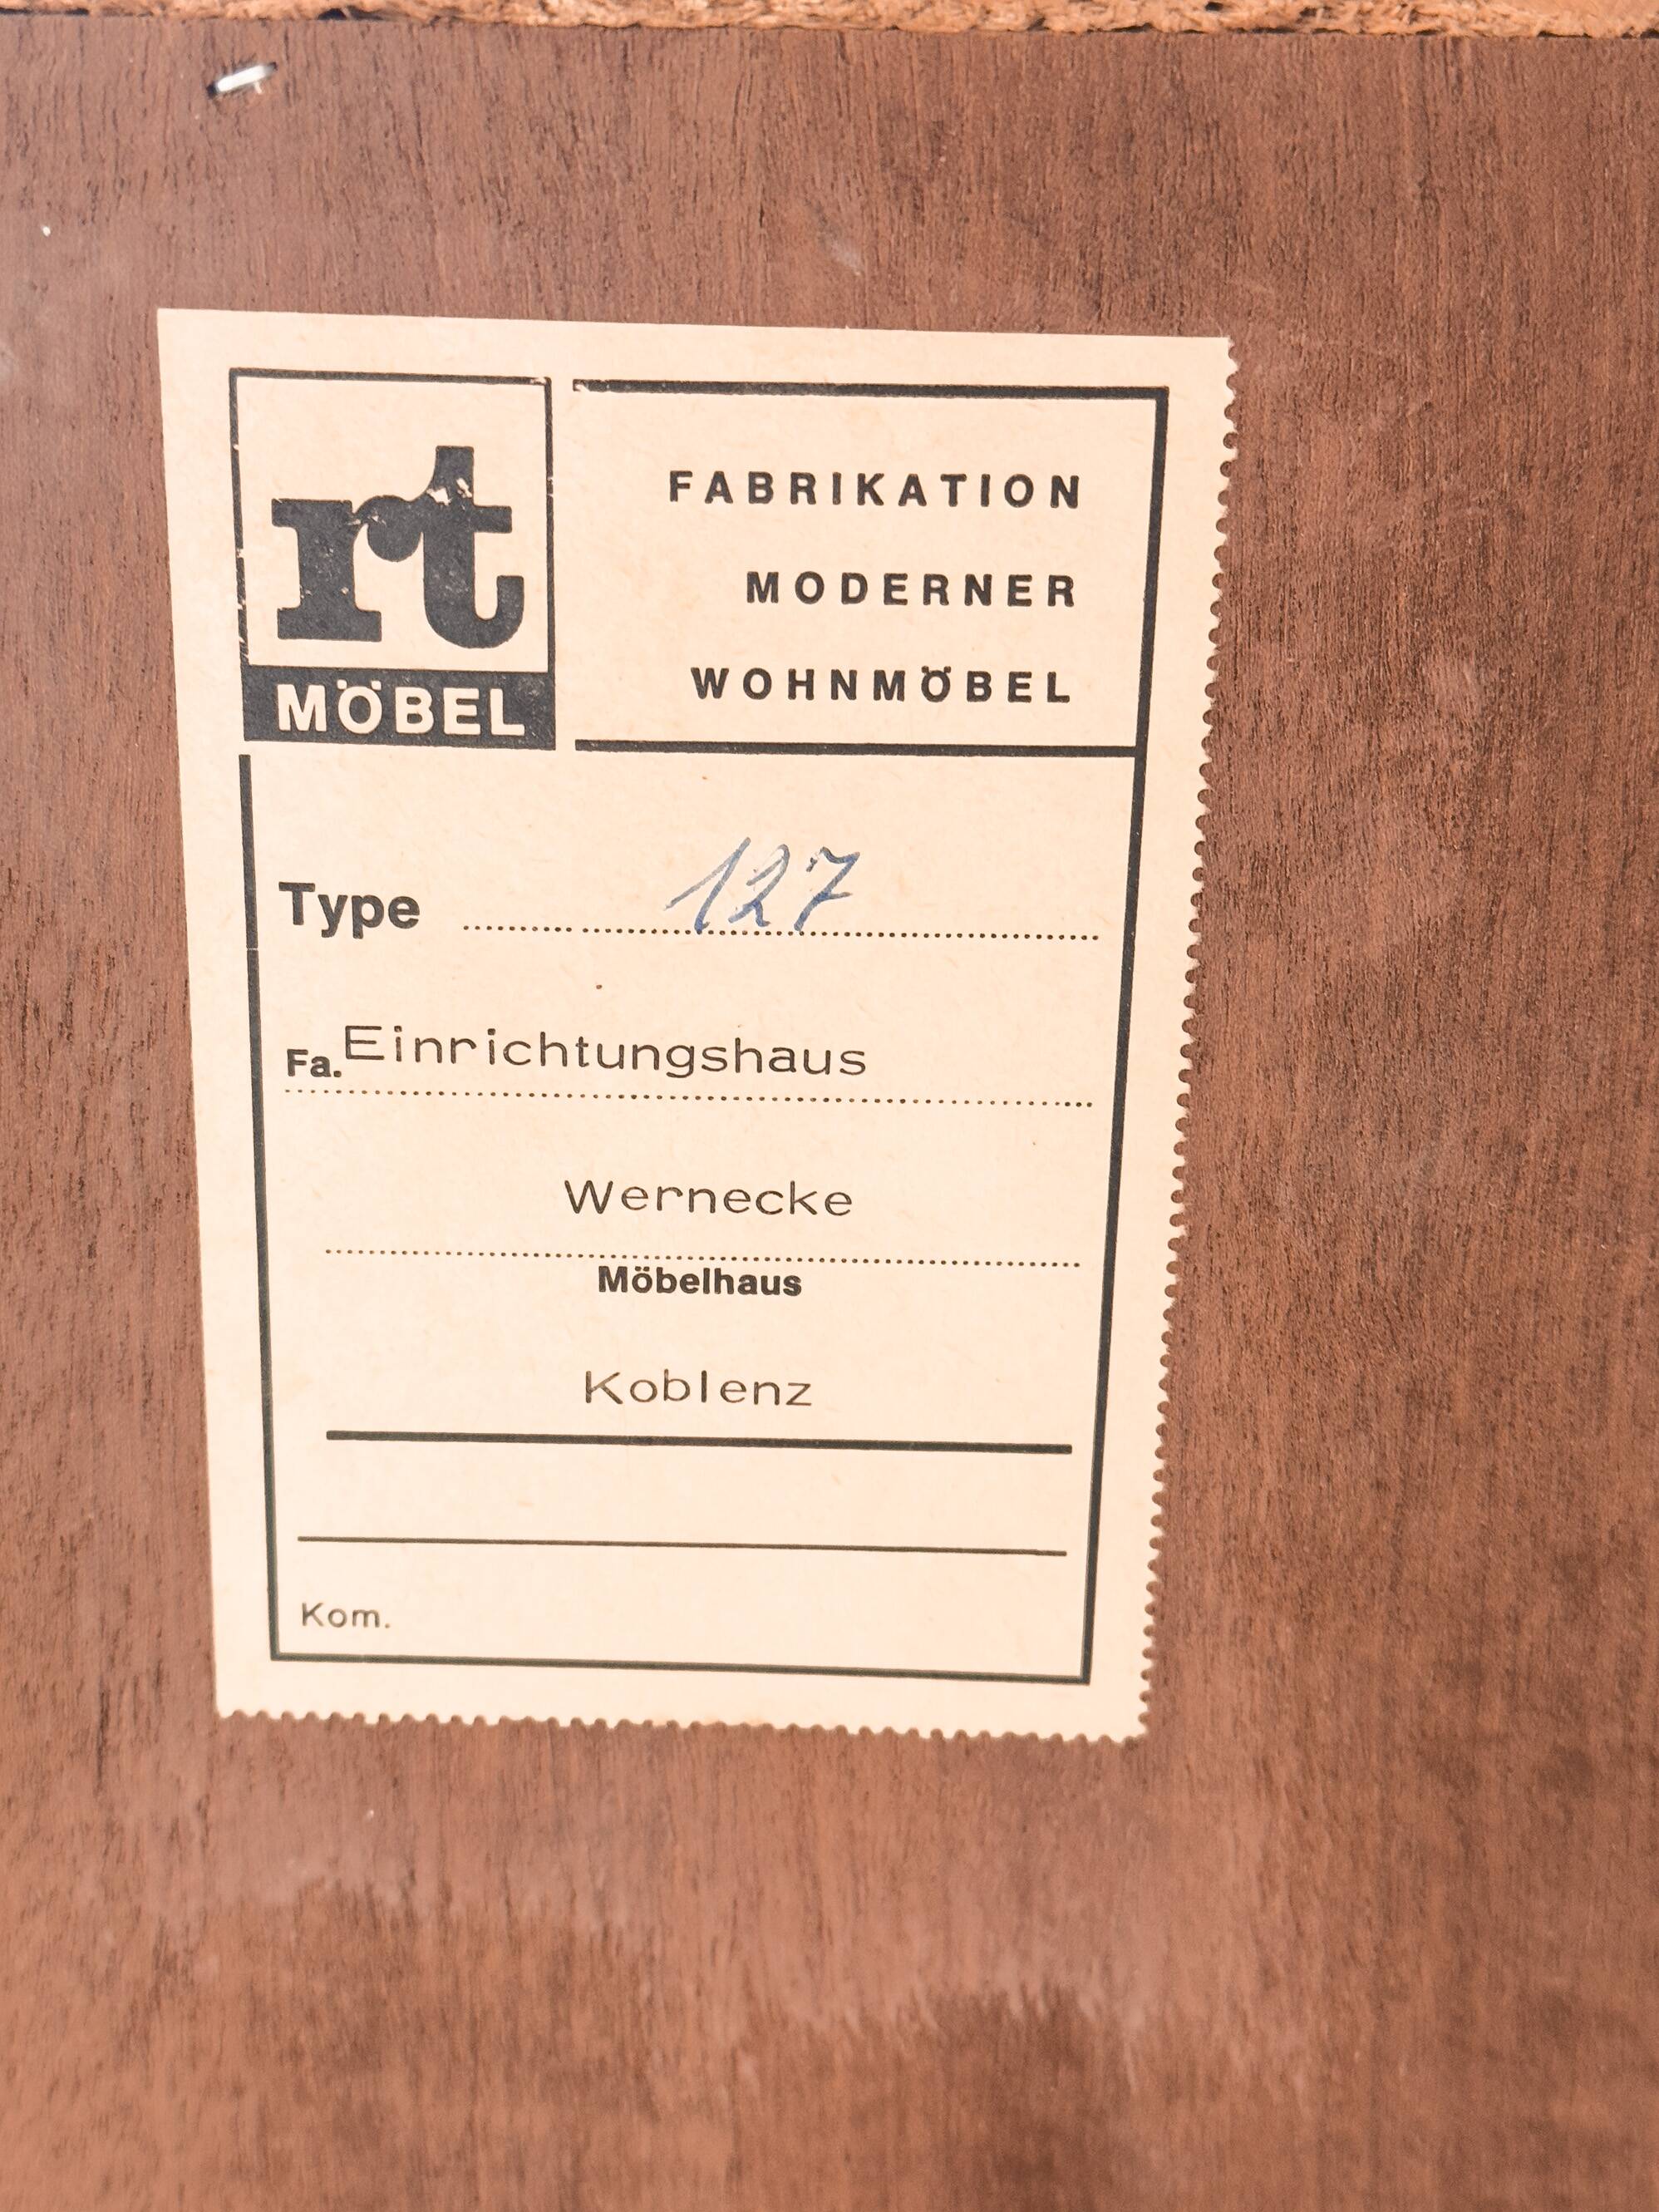 rt
MÖBEL
FABRIKATION
MODERNER
WOHNMÖBEL
Type 127
Fa. Einrichtungshaus
Wernecke
Möbelhaus
Koblenz
Kom.